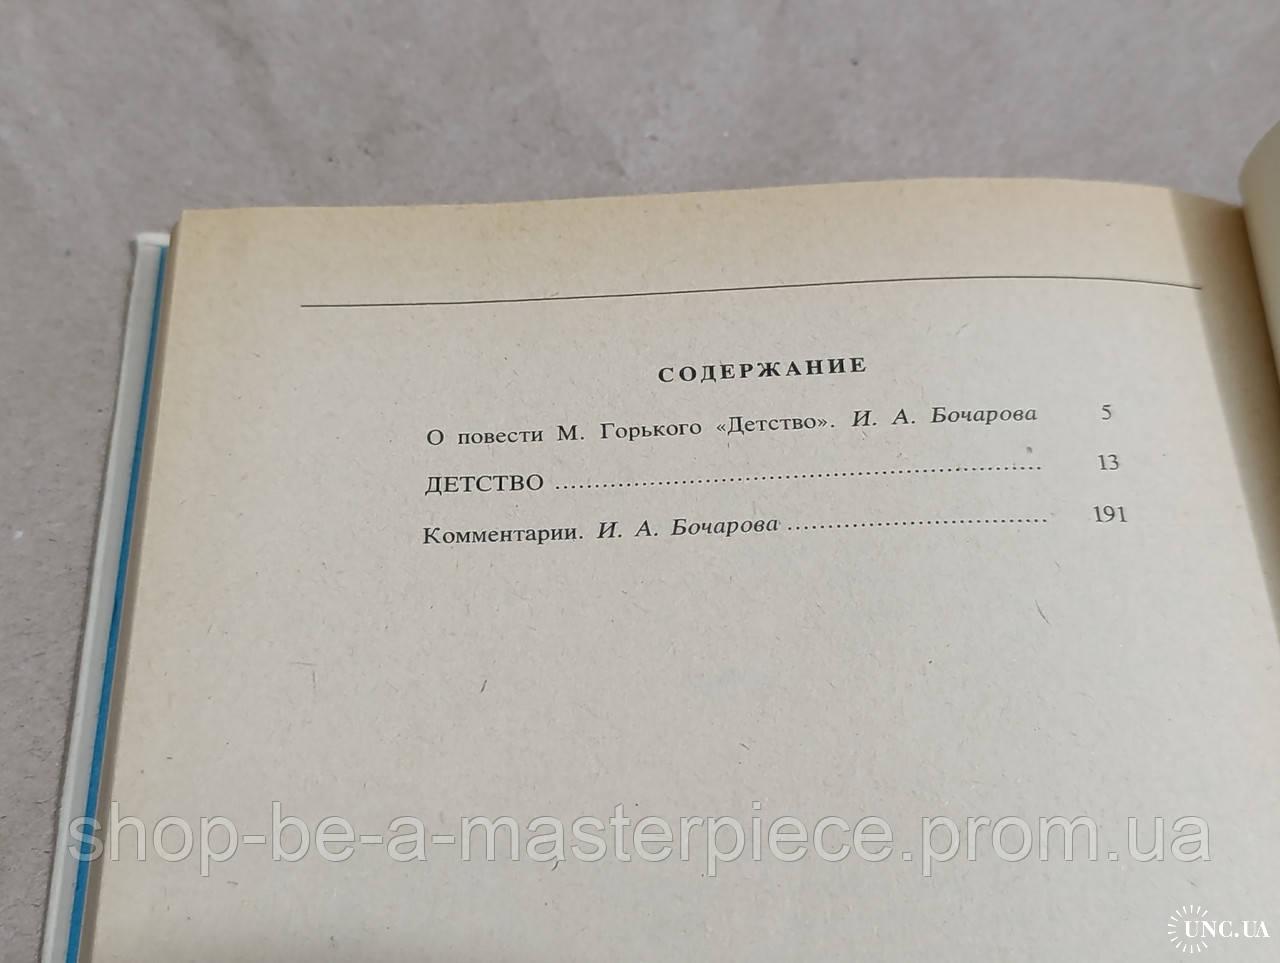 СОДЕРЖАНИЕ
О повести М. Горького «Детство». И. А. Бочарова 5
ДЕТСТВО ................................................................ 13
Комментарии. И. А. Бочарова ................................. 191
shop-be-a-masterpiece.prom.ua
UNC.UA